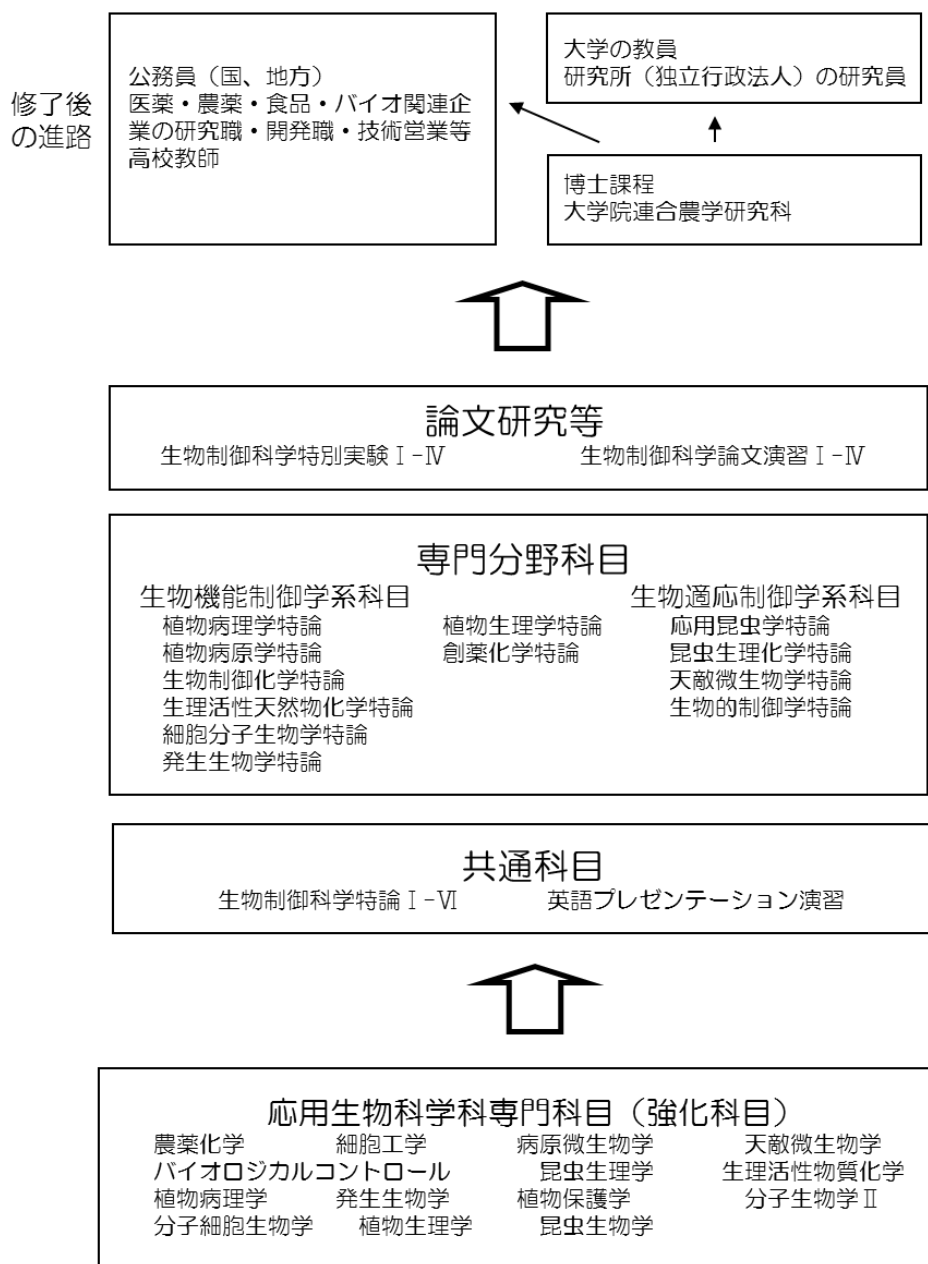 修了後
の進路
公務員（国、地方）
医薬・農薬・食品・バイオ関連企
業の研究職・開発職・技術営業等
高校教師
大学の教員
研究所（独立行政法人）の研究員
博士課程
大学院連合農学研究科
論文研究等
生物制御科学特別実験Ⅰ-Ⅳ 生物制御科学論文演習Ⅰ-Ⅳ
専門分野科目
生物機能制御学系科目 生物適応制御学系科目
植物病理学特論 植物生理学特論 応用昆虫学特論
植物病原学特論 創薬化学特論 昆虫生理化学特論
生物制御化学特論 天敵微生物学特論
生理活性天然物化学特論 生物的制御学特論
細胞分子生物学特論
発生生物学特論
共通科目
生物制御科学特論Ⅰ-Ⅵ 英語プレゼンテーション演習
応用生物科学科専門科目（強化科目）
農薬化学 細胞工学 病原微生物学 天敵微生物学
バイオロジカルコントロール 昆虫生理学 生理活性物質化学
植物病理学 発生生物学 植物保護学 分子生物学Ⅱ
分子細胞生物学 植物生理学 昆虫生物学